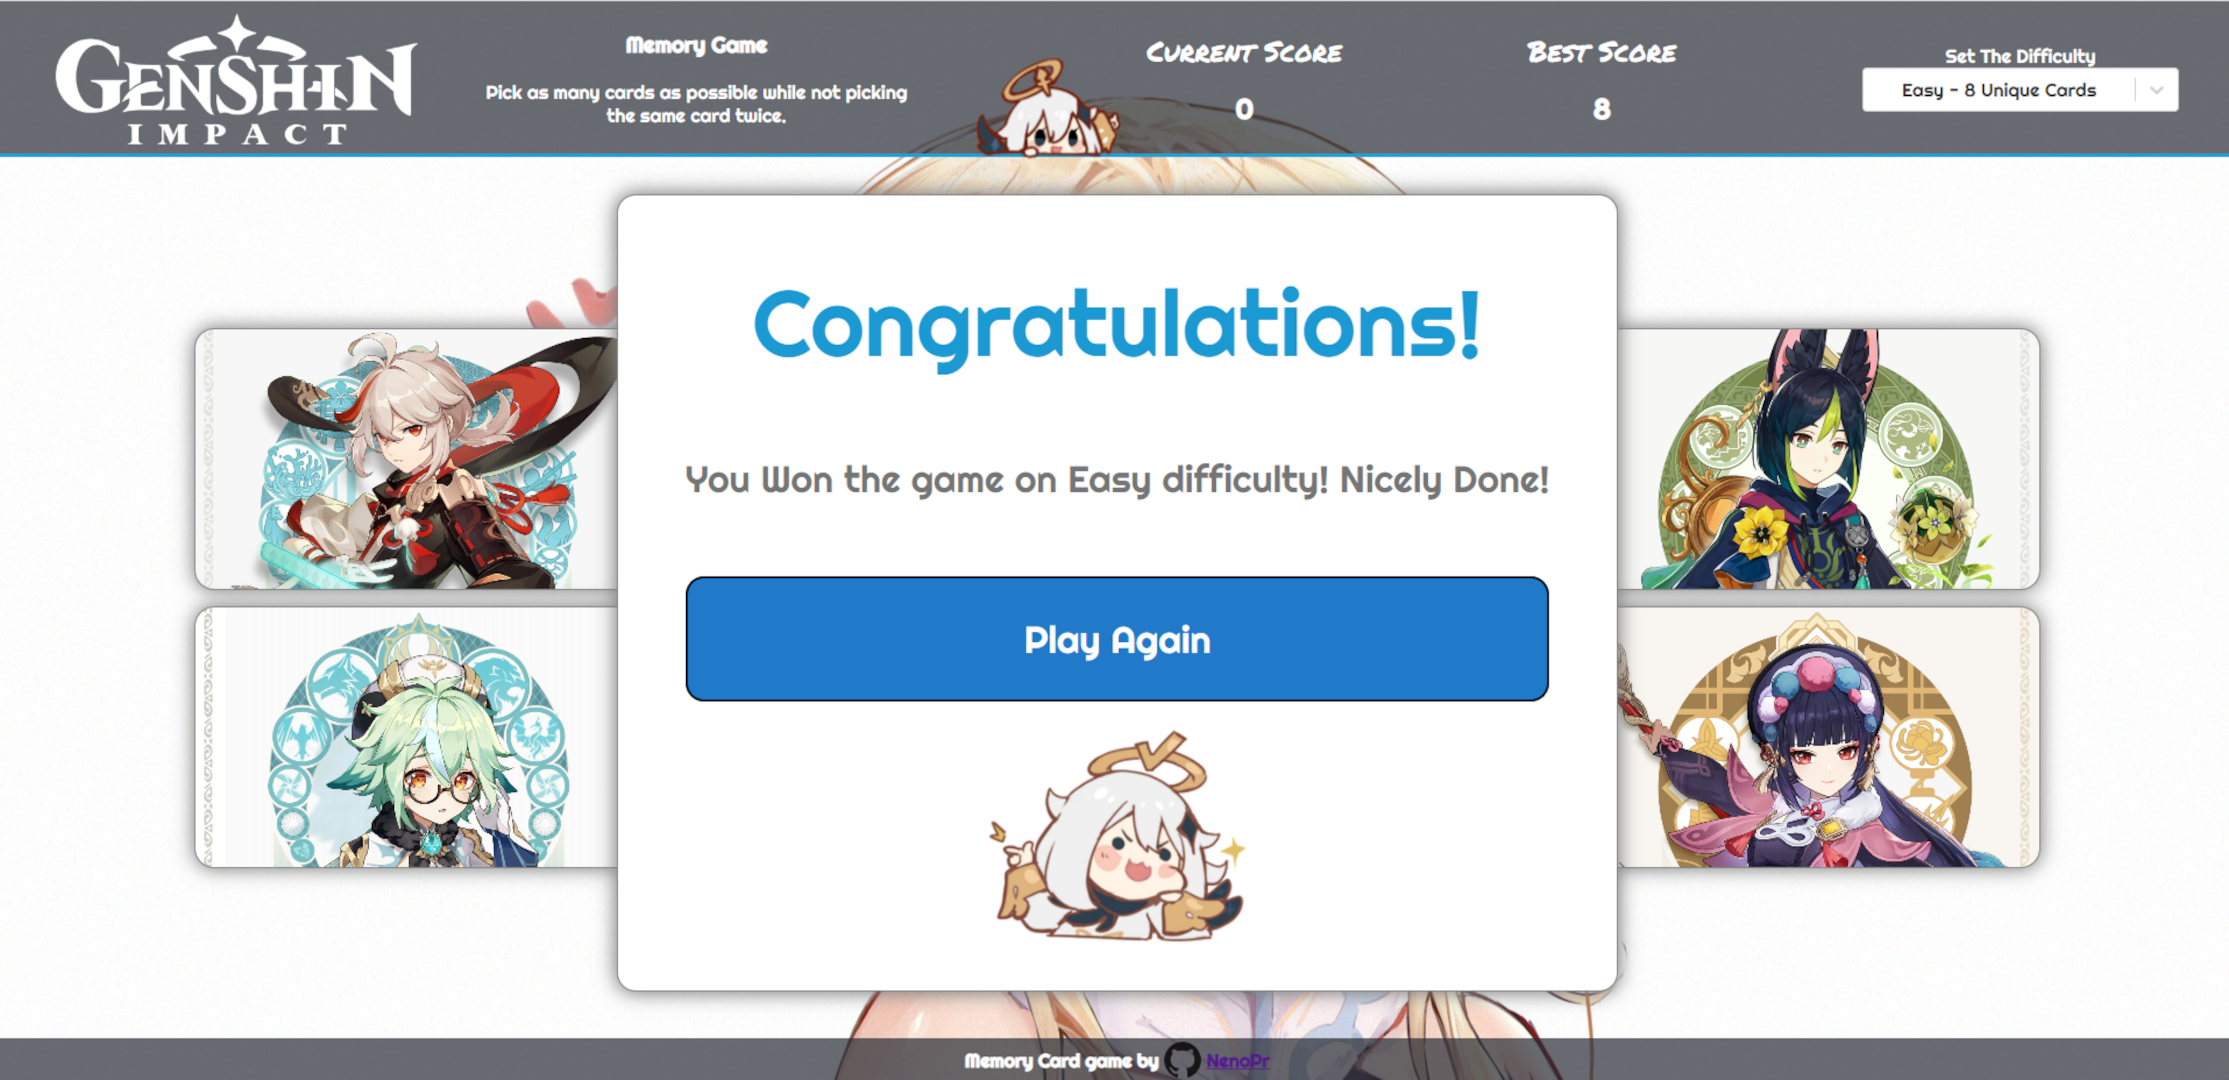 GENSHIN
IMPACT
Memory Game
Pick as many cards as possible while not picking
the same card twice.
Current Score
0
Best Score
8
Set The Difficulty
Easy - 8 Unique Cards
Congratulations!
You Won the game on Easy difficulty! Nicely Done!
Play Again
Memory Card game by NenoPr